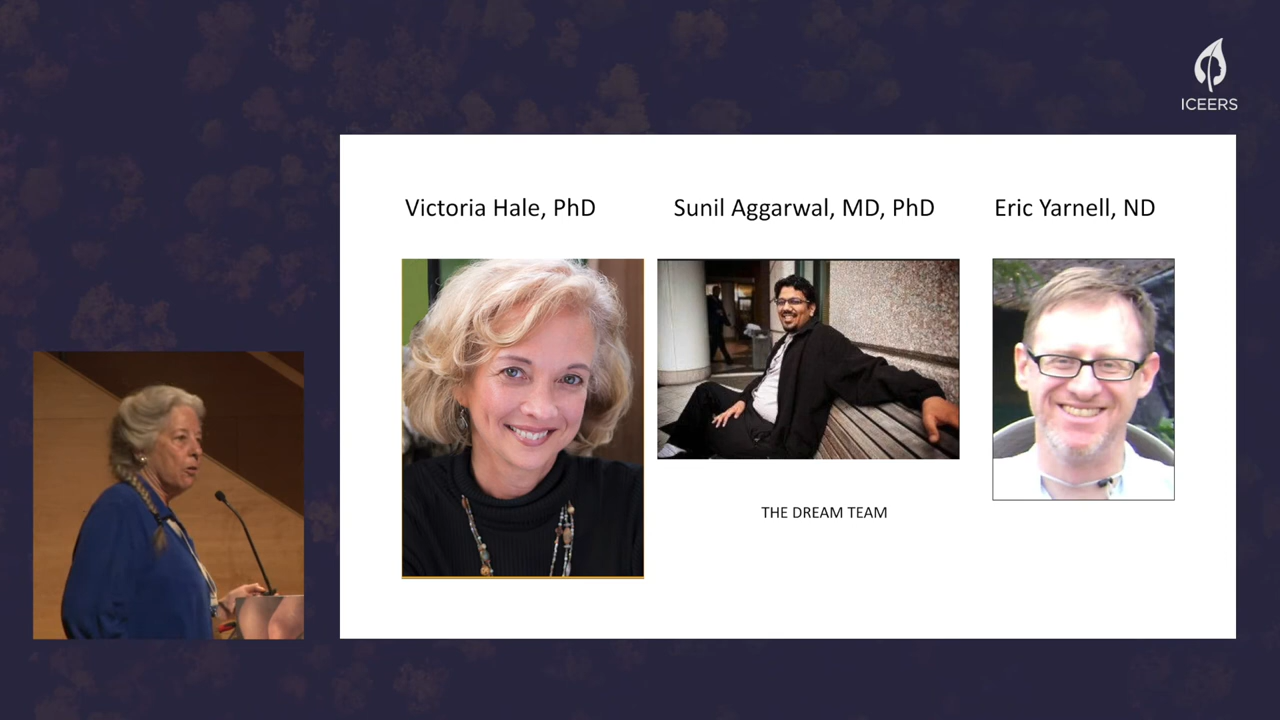 ICEERS
Victoria Hale, PhD
Sunil Aggarwal, MD, PhD
Eric Yarnell, ND
THE DREAM TEAM